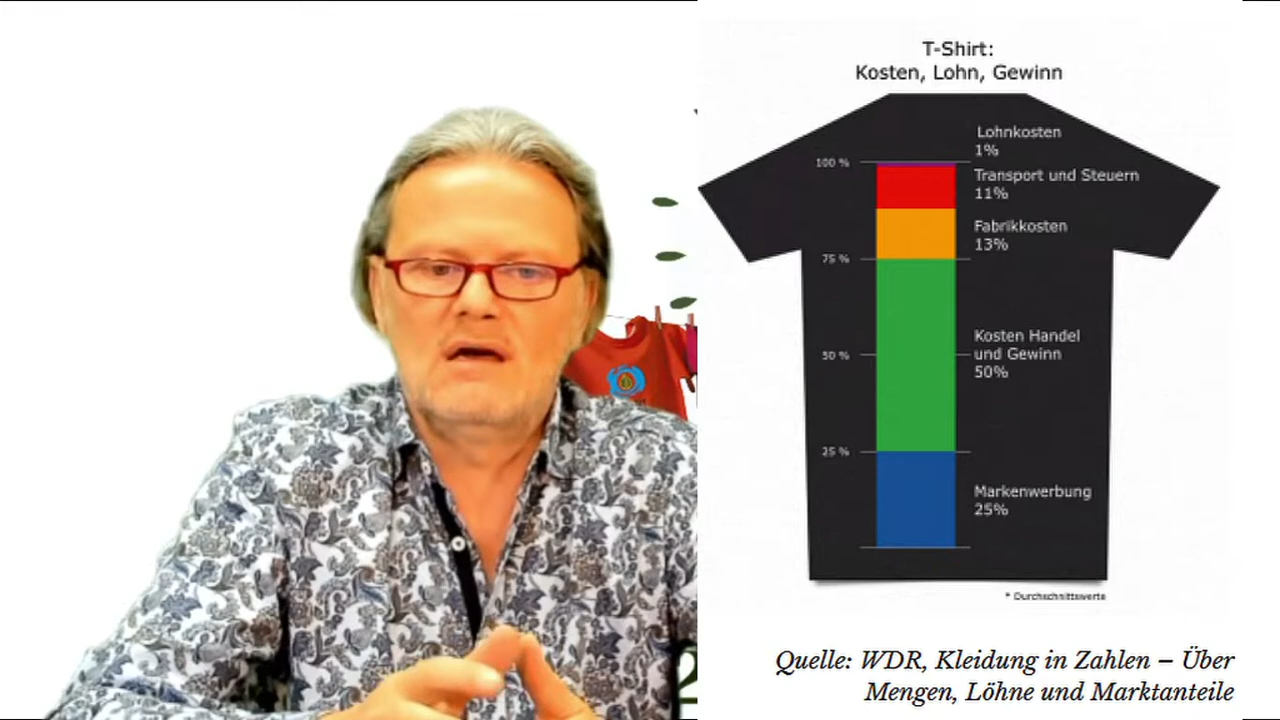 T-Shirt:
Kosten, Lohn, Gewinn
Lohnkosten
1%
100 %
Transport und Steuern
11%
Fabrikkosten
13%
75 %
Kosten Handel
und Gewinn
50 %
50%
25 %
Markenwerbung
25%
* Durchschnittswerte
Quelle: WDR, Kleidung in Zahlen – Über
Mengen, Löhne und Marktanteile
2